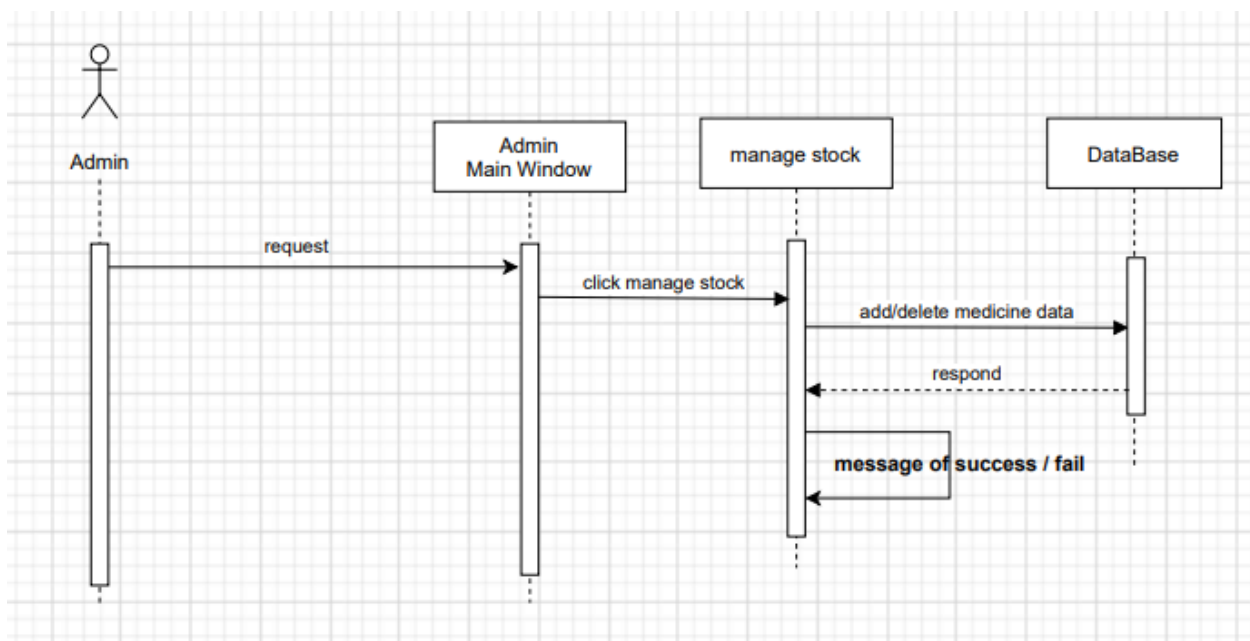 Admin
Admin
Main Window
manage stock
DataBase
request
click manage stock
add/delete medicine data
respond
message of success / fail